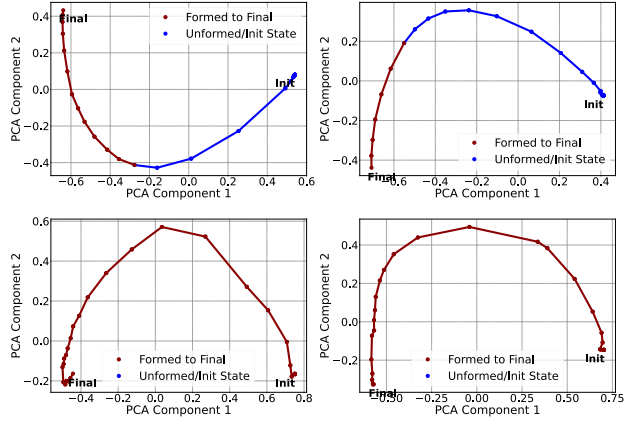 0.4
0.2
0.0
−0.2
−0.4
PCA Component 2
Final
Init
Formed to Final
Unformed/Init State
−0.6 −0.4 −0.2 0.0 0.2 0.4 0.6
PCA Component 1
0.4
0.2
0.0
−0.2
−0.4
PCA Component 2
Init
Final
Formed to Final
Unformed/Init State
−0.6 −0.4 −0.2 0.0 0.2 0.4
PCA Component 1
0.6
0.4
0.2
0.0
−0.2
PCA Component 2
Final
Init
Formed to Final
Unformed/Init State
−0.4 −0.2 0.0 0.2 0.4 0.6 0.8
PCA Component 1
0.4
0.2
0.0
−0.2
PCA Component 2
Init
Final
Formed to Final
Unformed/Init State
−0.50 −0.25 0.00 0.25 0.50 0.75
PCA Component 1